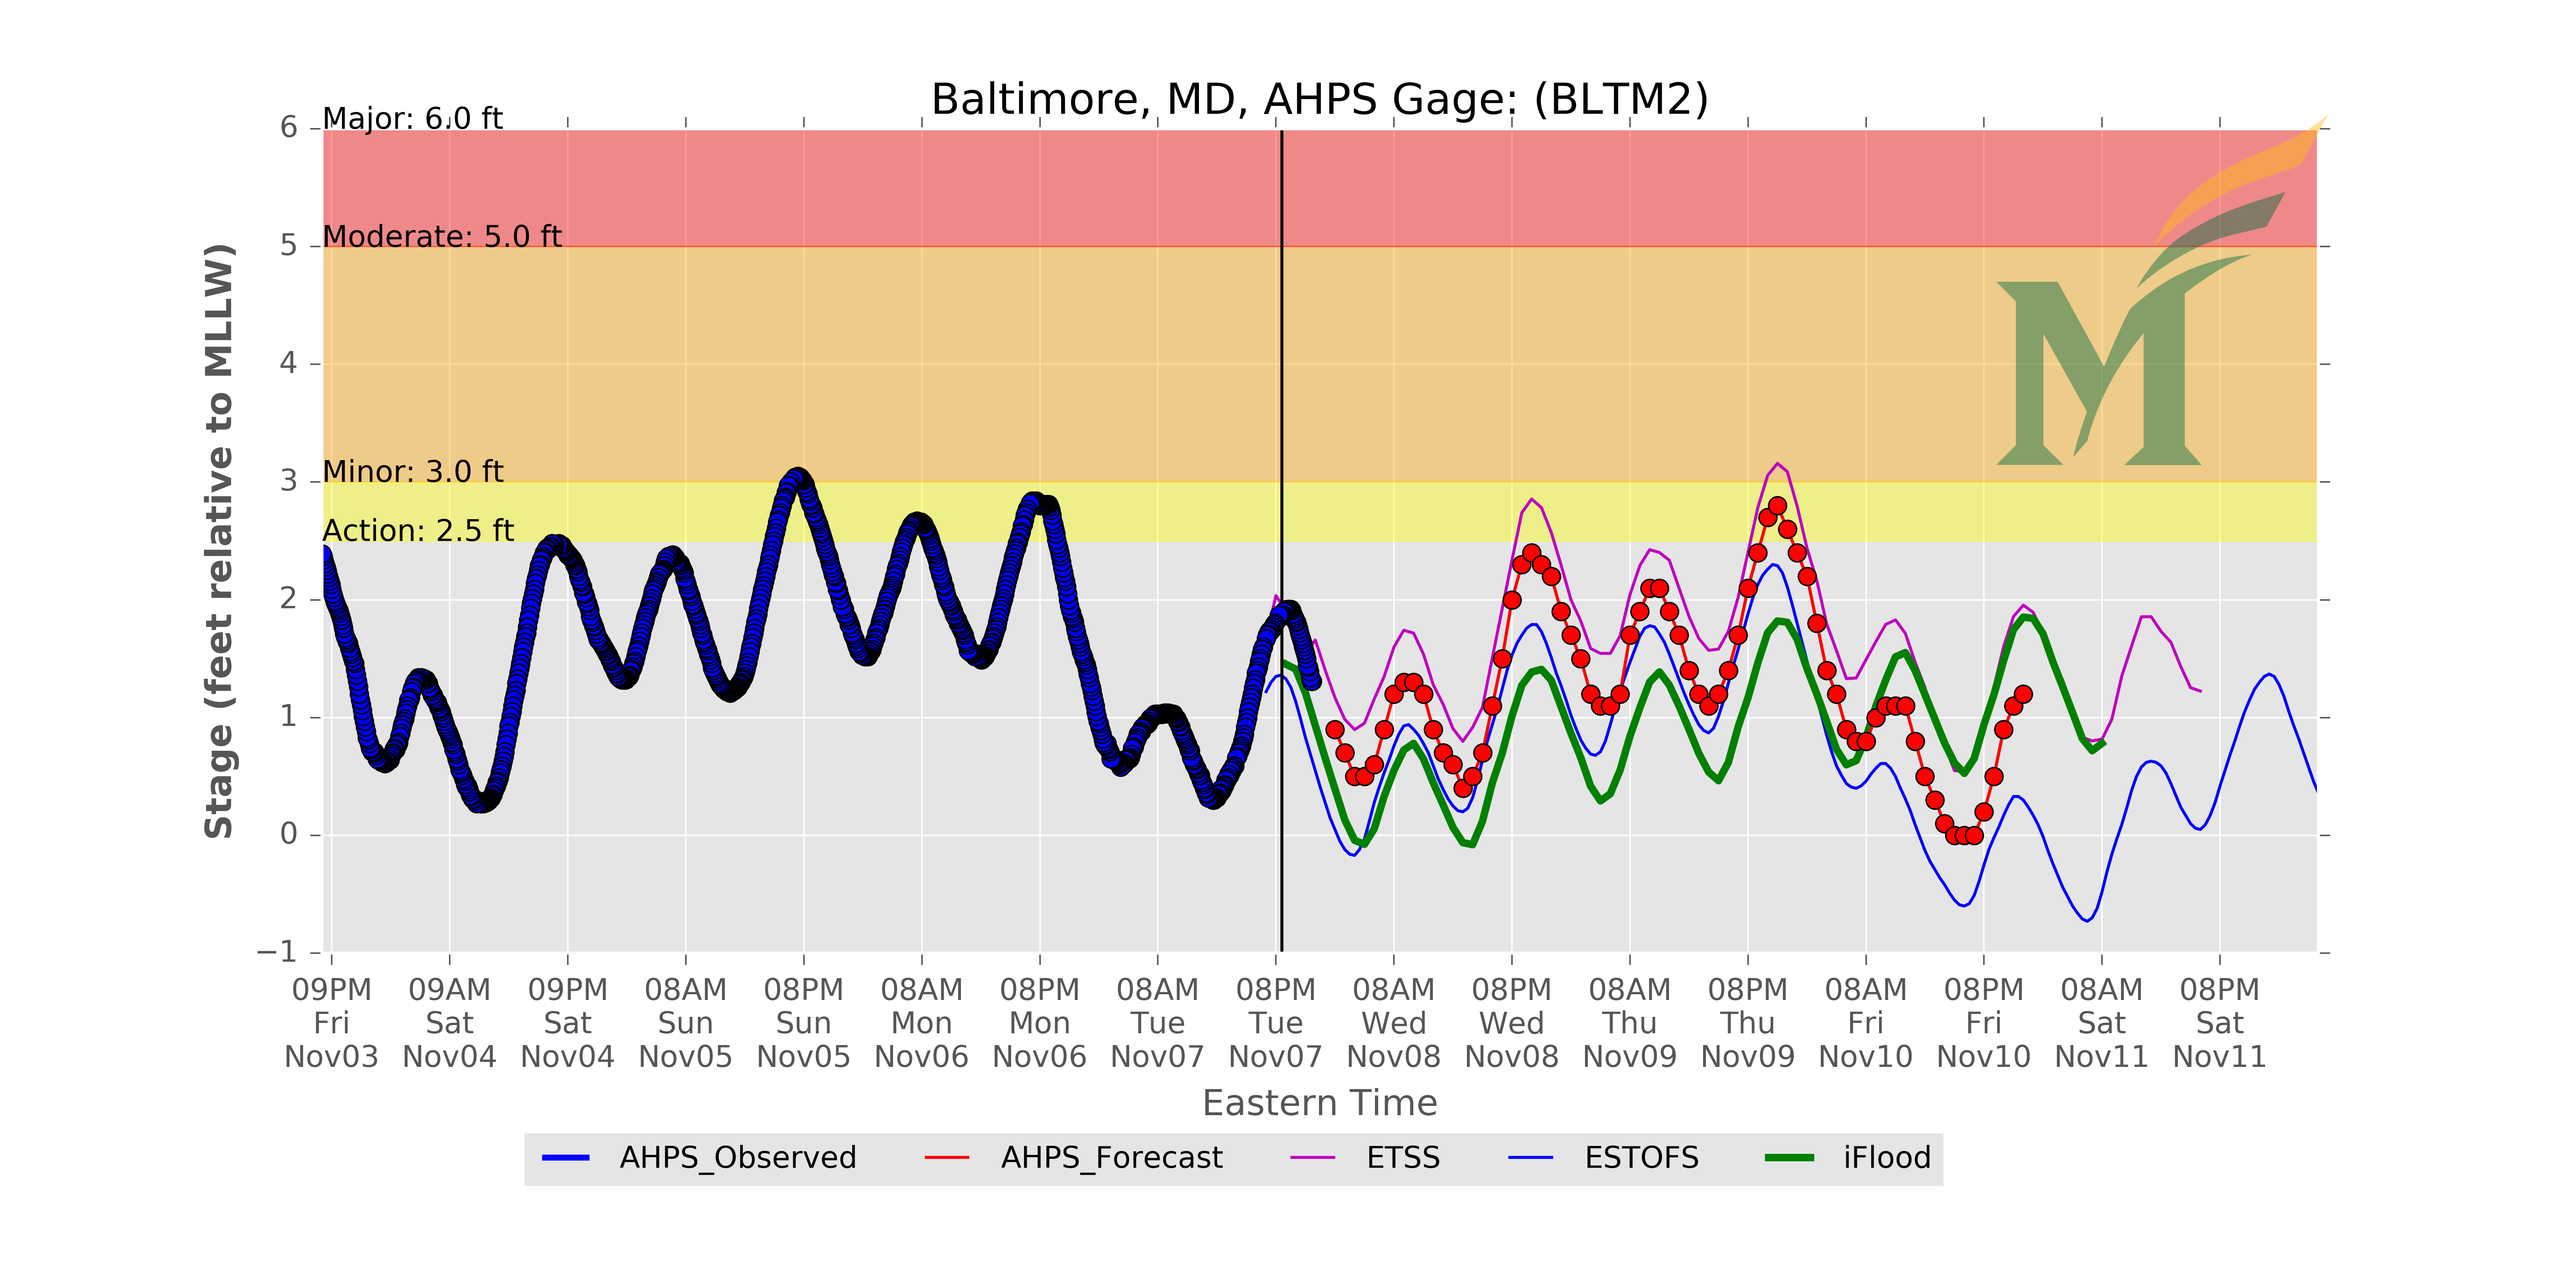 Baltimore, MD, AHPS Gage: (BLTM2)
Major: 6.0 ft
Moderate: 5.0 ft
Minor: 3.0 ft
Action: 2.5 ft
Stage (feet relative to MLLW)
6
5
4
3
2
1
0
−1
09PM 09AM 09PM 08AM 08PM 08AM 08PM 08AM 08PM 08AM 08PM 08AM 08PM 08AM 08PM 08AM 08PM
Fri Sat Sat Sun Sun Mon Mon Tue Tue Wed Wed Thu Thu Fri Fri Sat Sat
Nov03 Nov04 Nov04 Nov05 Nov05 Nov06 Nov06 Nov07 Nov07 Nov08 Nov08 Nov09 Nov09 Nov10 Nov10 Nov11 Nov11
Eastern Time
AHPS_Observed AHPS_Forecast ETSS ESTOFS iFlood
M